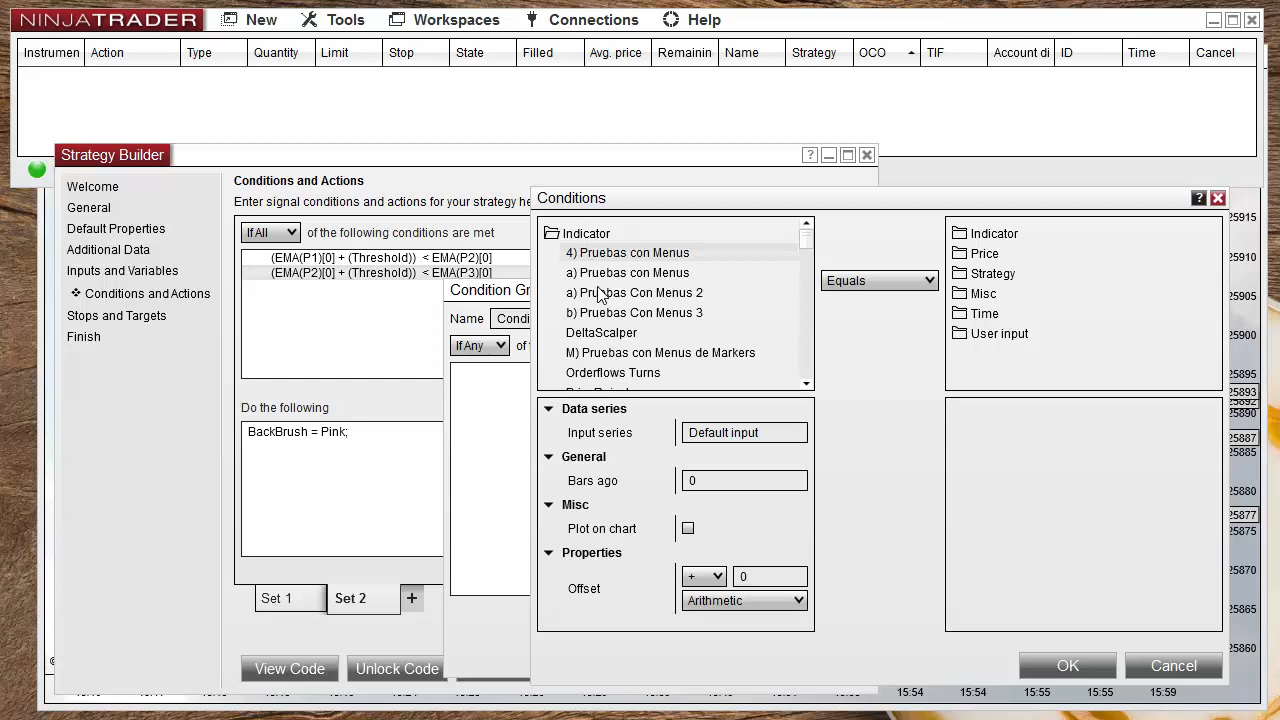 NINJATRADER New Tools Workspaces Connections Help
Instrumen Action Type Quantity Limit Stop State Filled Avg. price Remainin Name Strategy OCO TIF Account di ID Time Cancel
Strategy Builder
Welcome
General
Default Properties
Additional Data
Inputs and Variables
Conditions and Actions
Stops and Targets
Finish
Conditions and Actions
Enter signal conditions and actions for your strategy he
If All of the following conditions are met
(EMA(P1)[0] + (Threshold)) < EMA(P2)[0]
(EMA(P2)[0] + (Threshold)) < EMA(P3)[0]
Do the following
BackBrush = Pink;
Set 1 Set 2 +
View Code Unlock Code
Condition Gr
Name Condi
If Any of
Conditions
Indicator
4) Pruebas con Menus
a) Pruebas con Menus
a) Pruebas Con Menus 2
b) Pruebas Con Menus 3
DeltaScalper
M) Pruebas con Menus de Markers
Orderflows Turns
Equals
Indicator
Price
Strategy
Misc
Time
User input
Data series
Input series Default input
General
Bars ago 0
Misc
Plot on chart
Properties
Offset + 0
Arithmetic
OK Cancel
25915
25910
25905
25900
25895
25893
25892
25890
25887
25885
25880
25877
25875
25870
25865
25860
15:54 15:54 15:55 15:55 15:59